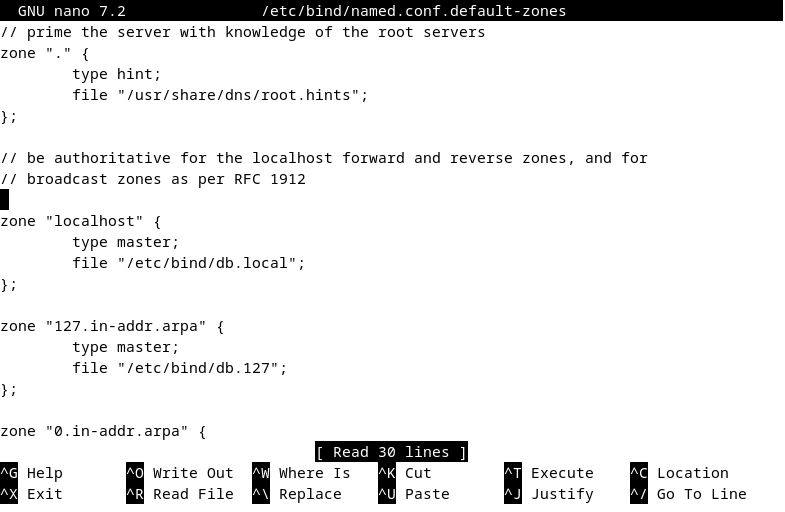 GNU nano 7.2 /etc/bind/named.conf.default-zones
// prime the server with knowledge of the root servers
zone "." {
        type hint;
        file "/usr/share/dns/root.hints";
};

// be authoritative for the localhost forward and reverse zones, and for
// broadcast zones as per RFC 1912

zone "localhost" {
        type master;
        file "/etc/bind/db.local";
};

zone "127.in-addr.arpa" {
        type master;
        file "/etc/bind/db.127";
};

zone "0.in-addr.arpa" {
[ Read 30 lines ]
^G Help ^O Write Out ^W Where Is ^K Cut ^T Execute ^C Location
^X Exit ^R Read File ^\ Replace ^U Paste ^J Justify ^/ Go To Line